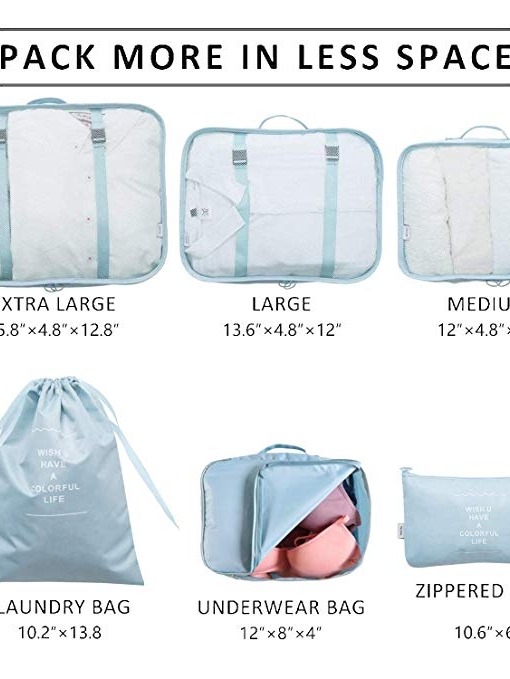 PACK MORE IN LESS SPACE
XTRA LARGE
5.8"×4.8"×12.8"
LARGE
13.6"×4.8"×12"
MEDIU
12"×4.8"×
WISH U
HAVE
A
COLORFUL
LIFE
WISH U
HAVE
A
COLORFUL
LIFE
LAUNDRY BAG
10.2"×13.8
UNDERWEAR BAG
12"×8"×4"
ZIPPERED
10.6"×6